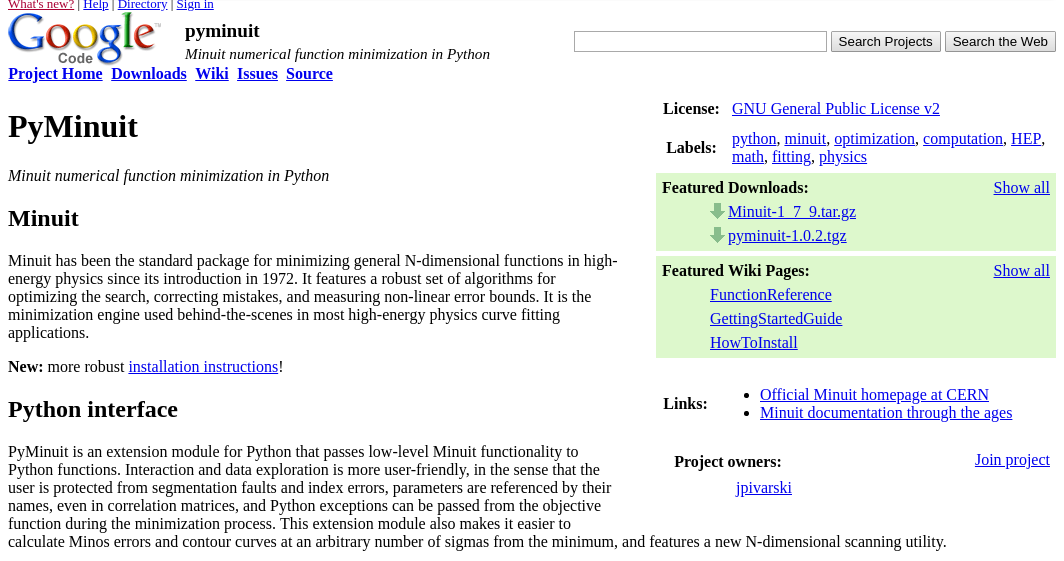 What's new? | Help | Directory | Sign in
Google™ Code
pyminuit
Minuit numerical function minimization in Python
Search Projects Search the Web
Project Home Downloads Wiki Issues Source
PyMinuit
Minuit numerical function minimization in Python
Minuit
Minuit has been the standard package for minimizing general N-dimensional functions in high-
energy physics since its introduction in 1972. It features a robust set of algorithms for
optimizing the search, correcting mistakes, and measuring non-linear error bounds. It is the
minimization engine used behind-the-scenes in most high-energy physics curve fitting
applications.
New: more robust installation instructions!
Python interface
PyMinuit is an extension module for Python that passes low-level Minuit functionality to
Python functions. Interaction and data exploration is more user-friendly, in the sense that the
user is protected from segmentation faults and index errors, parameters are referenced by their
names, even in correlation matrices, and Python exceptions can be passed from the objective
function during the minimization process. This extension module also makes it easier to
calculate Minos errors and contour curves at an arbitrary number of sigmas from the minimum, and features a new N-dimensional scanning utility.
License: GNU General Public License v2
Labels: python, minuit, optimization, computation, HEP,
math, fitting, physics
Featured Downloads: Show all
Minuit-1_7_9.tar.gz
pyminuit-1.0.2.tgz
Featured Wiki Pages: Show all
FunctionReference
GettingStartedGuide
HowToInstall
Links:
Official Minuit homepage at CERN
Minuit documentation through the ages
Project owners: Join project
jpivarski